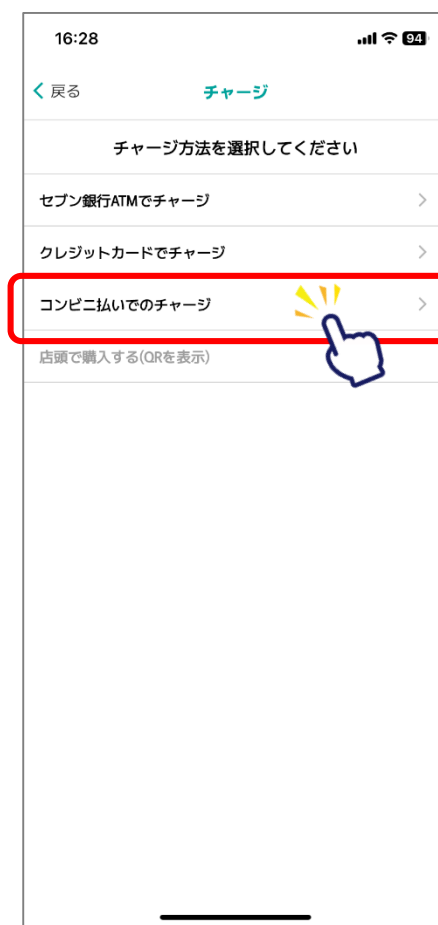 16:28
94
戻る
チャージ
チャージ方法を選択してください
セブン銀行ATMでチャージ
クレジットカードでチャージ
コンビニ払いでのチャージ
店頭で購入する(QRを表示)